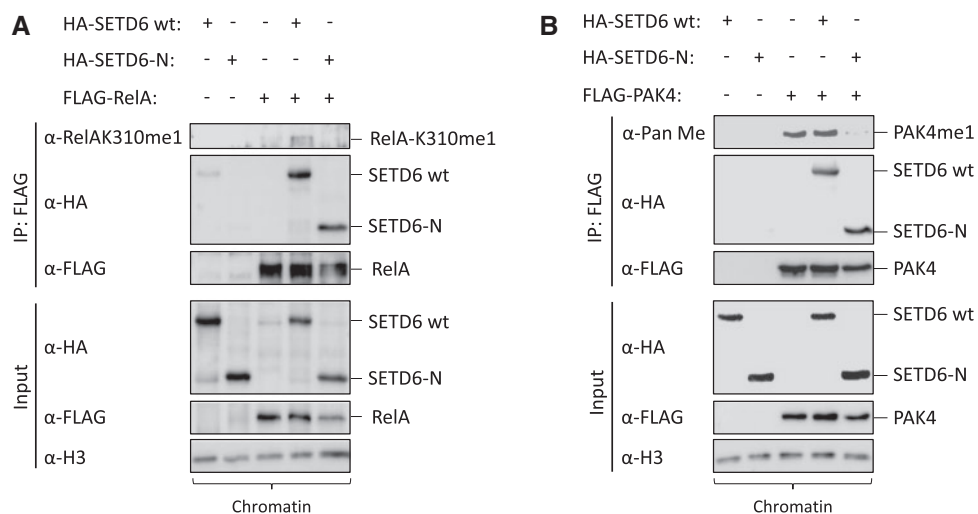 A
HA-SETD6 wt: + - - + -
HA-SETD6-N: - + - - +
FLAG-RelA: - - + + +
IP: FLAG
α-RelAK310me1 RelA-K310me1
α-HA SETD6 wt
SETD6-N
α-FLAG RelA
Input
α-HA SETD6 wt
SETD6-N
α-FLAG RelA
α-H3
Chromatin
B
HA-SETD6 wt: + - - + -
HA-SETD6-N: - + - - +
FLAG-PAK4: - - + + +
IP: FLAG
α-Pan Me PAK4me1
α-HA SETD6 wt
SETD6-N
α-FLAG PAK4
Input
α-HA SETD6 wt
SETD6-N
α-FLAG PAK4
α-H3
Chromatin